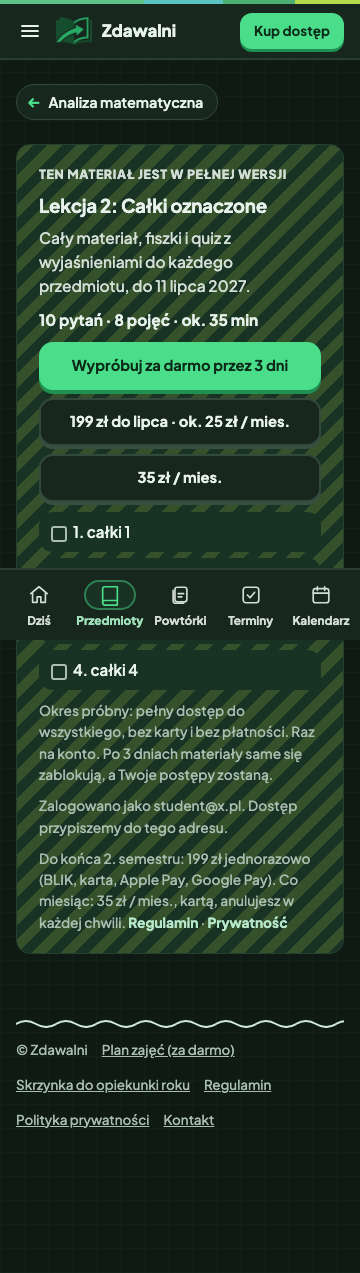 Zdawalni
Kup dostęp
← Analiza matematyczna
TEN MATERIAŁ JEST W PEŁNEJ WERSJI
Lekcja 2: Całki oznaczone
Cały materiał, fiszki i quiz z
wyjaśnieniami do każdego
przedmiotu, do 11 lipca 2027.
10 pytań · 8 pojęć · ok. 35 min
Wypróbuj za darmo przez 3 dni
199 zł do lipca · ok. 25 zł / mies.
35 zł / mies.
1. całki 1
Dziś
Przedmioty
Powtórki
Terminy
Kalendarz
4. całki 4
Okres próbny: pełny dostęp do
wszystkiego, bez karty i bez płatności. Raz
na konto. Po 3 dniach materiały same się
zablokują, a Twoje postępy zostaną.
Zalogowano jako student@x.pl. Dostęp
przypiszemy do tego adresu.
Do końca 2. semestru: 199 zł jednorazowo
(BLIK, karta, Apple Pay, Google Pay). Co
miesiąc: 35 zł / mies., kartą, anulujesz w
każdej chwili. Regulamin · Prywatność
© Zdawalni Plan zajęć (za darmo)
Skrzynka do opiekunki roku Regulamin
Polityka prywatności Kontakt